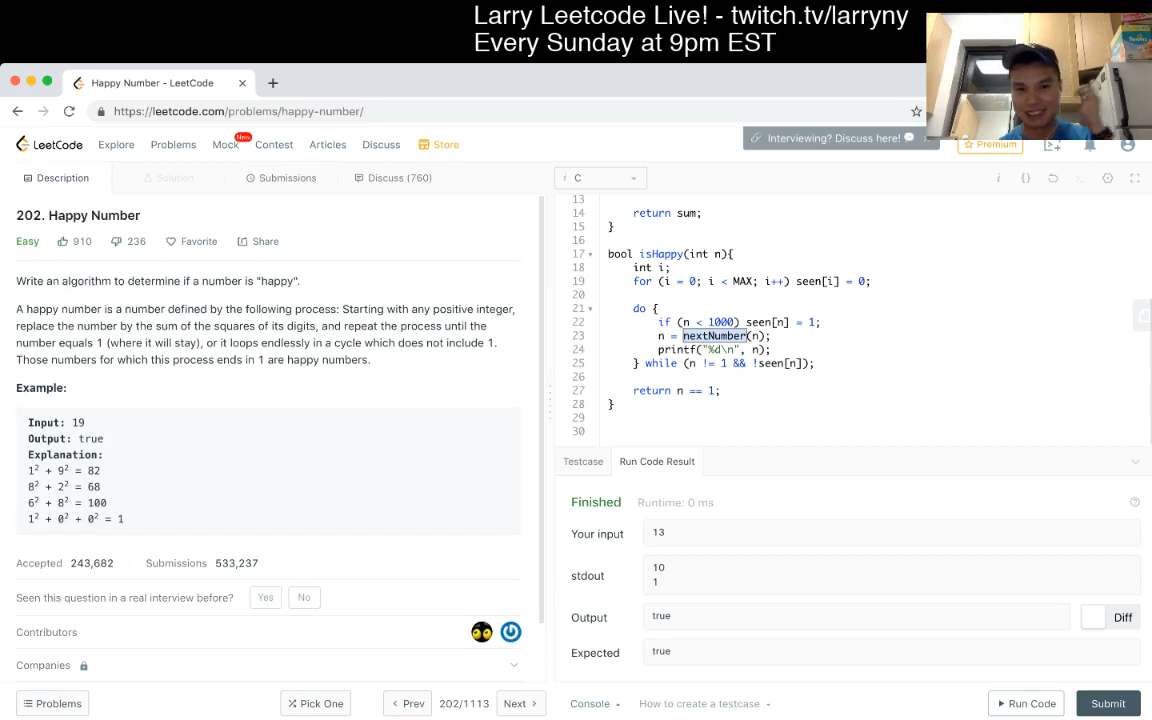 Larry Leetcode Live! - twitch.tv/larryny
Every Sunday at 9pm EST
Happy Number - LeetCode
https://leetcode.com/problems/happy-number/
LeetCode Explore Problems Mock New Contest Articles Discuss Store
Interviewing? Discuss here!
Premium
Description Solution Submissions Discuss (760)
202. Happy Number
Easy 910 236 Favorite Share
Write an algorithm to determine if a number is "happy".
A happy number is a number defined by the following process: Starting with any positive integer,
replace the number by the sum of the squares of its digits, and repeat the process until the
number equals 1 (where it will stay), or it loops endlessly in a cycle which does not include 1.
Those numbers for which this process ends in 1 are happy numbers.
Example:
Input: 19
Output: true
Explanation:
1² + 9² = 82
8² + 2² = 68
6² + 8² = 100
1² + 0² + 0² = 1
Accepted 243,682 Submissions 533,237
Seen this question in a real interview before? Yes No
Contributors
Companies
Problems Pick One Prev 202/1113 Next
i C
13
14 return sum;
15 }
16
17 bool isHappy(int n){
18 int i;
19 for (i = 0; i < MAX; i++) seen[i] = 0;
20
21 do {
22 if (n < 1000) seen[n] = 1;
23 n = nextNumber(n);
24 printf("%d\n", n);
25 } while (n != 1 && !seen[n]);
26
27 return n == 1;
28 }
29
30
Testcase Run Code Result
Finished Runtime: 0 ms
Your input 13
stdout 10
1
Output true Diff
Expected true
Console How to create a testcase Run Code Submit